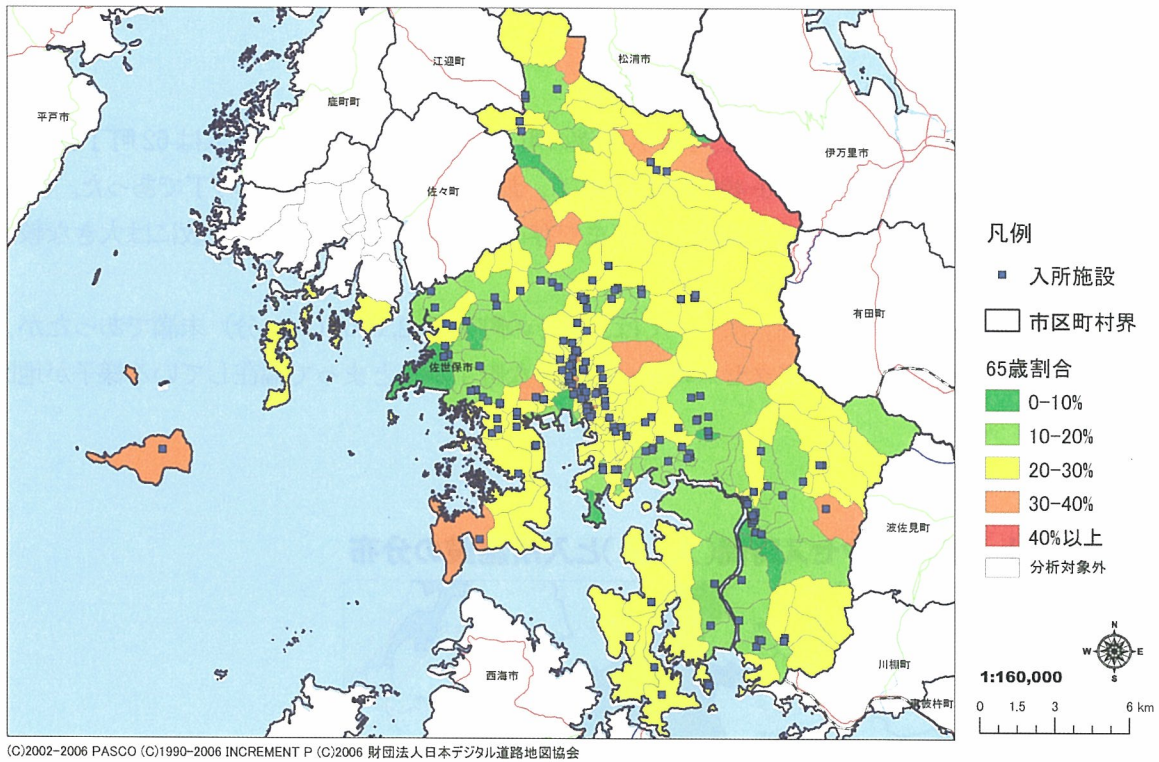 平戸市
江迎町
松浦市
鹿町町
佐々町
伊万里市
有田町
佐世保市
波佐見町
西海市
川棚町
東彼杵町
凡例
入所施設
市区町村界
65歳割合
0-10%
10-20%
20-30%
30-40%
40%以上
分析対象外
N
W E
S
1:160,000
0 1.5 3 6 km
(C)2002-2006 PASCO (C)1990-2006 INCREMENT P (C)2006 財団法人日本デジタル道路地図協会